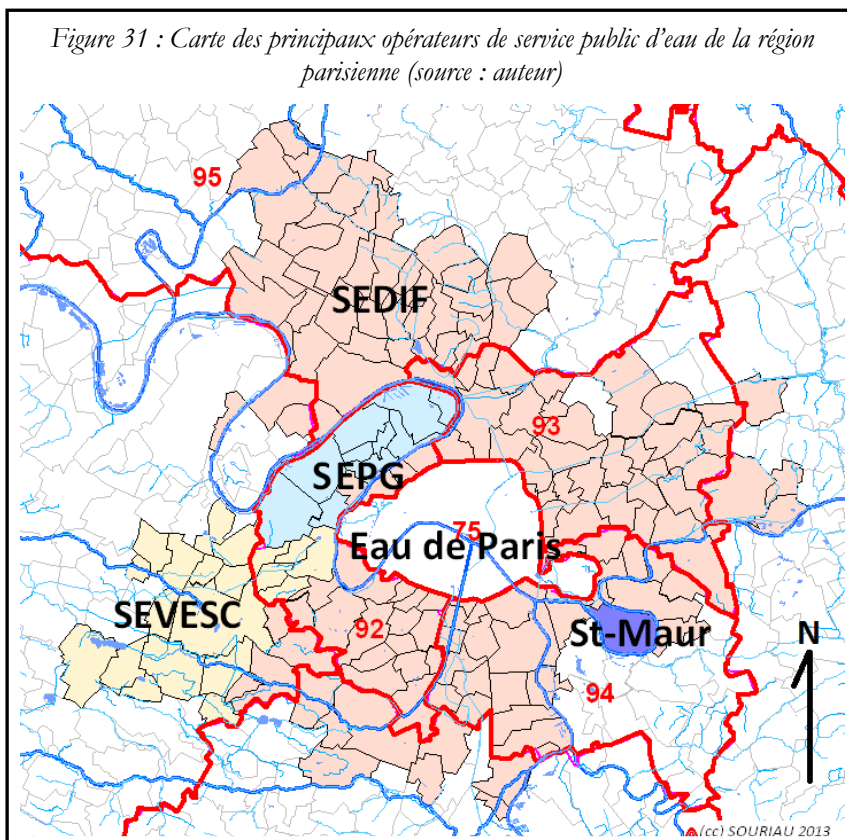 Figure 31 : Carte des principaux opérateurs de service public d'eau de la région
parisienne (source : auteur)
95
SEDIF
93
SEPG
75
Eau de Paris
SEVESC
92
St-Maur
N
94
(cc) SOURIAU 2013